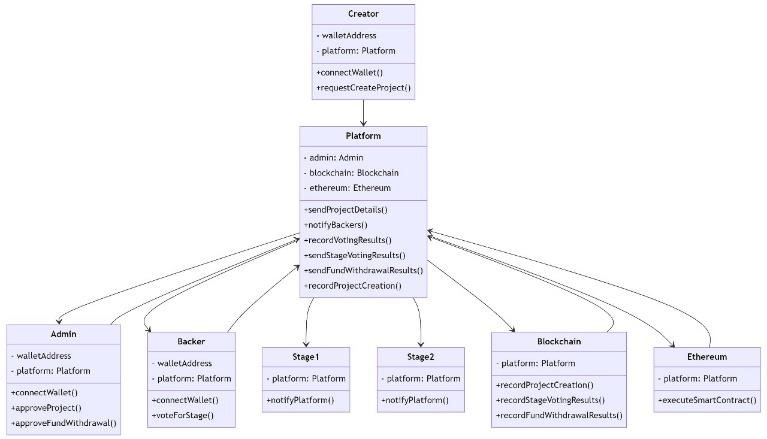 Creator
- walletAddress
- platform: Platform
+connectWallet()
+requestCreateProject()
Platform
- admin: Admin
- blockchain: Blockchain
- ethereum: Ethereum
+sendProjectDetails()
+notifyBackers()
+recordVotingResults()
+sendStageVotingResults()
+sendFundWithdrawalResults()
+recordProjectCreation()
Admin
- walletAddress
- platform: Platform
+connectWallet()
+approveProject()
+approveFundWithdrawal()
Backer
- walletAddress
- platform: Platform
+connectWallet()
+voteForStage()
Stage1
- platform: Platform
+notifyPlatform()
Stage2
- platform: Platform
+notifyPlatform()
Blockchain
- platform: Platform
+recordProjectCreation()
+recordStageVotingResults()
+recordFundWithdrawalResults()
Ethereum
- platform: Platform
+executeSmartContract()